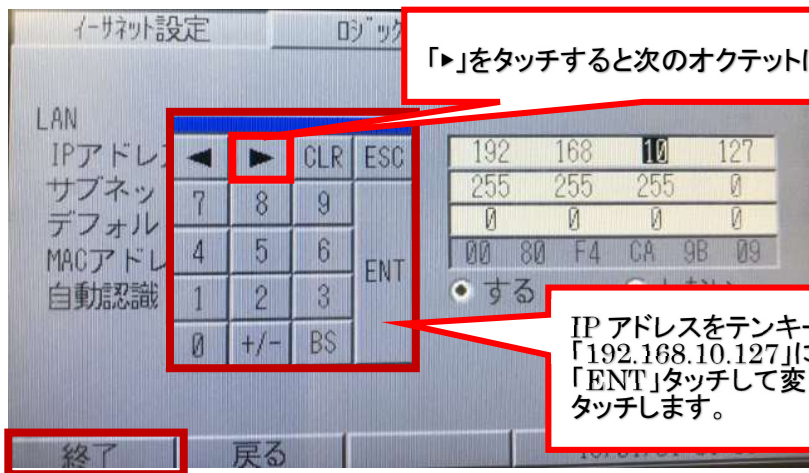 イーサネット設定
ロジック
「▶」をタッチすると次のオクテット
LAN
IPアドレ
◀ ▶ CLR ESC
192 168 10 127
サブネッ
7 8 9
255 255 255 0
デフォル
0 0 0 0
MACアドレ
4 5 6
ENT
00 80 F4 CA 9B 09
自動認識
1 2 3
する
0 +/- BS
IP アドレスをテンキー
「192.168.10.127」に
「ENT」タッチして変
タッチします。
終了
戻る